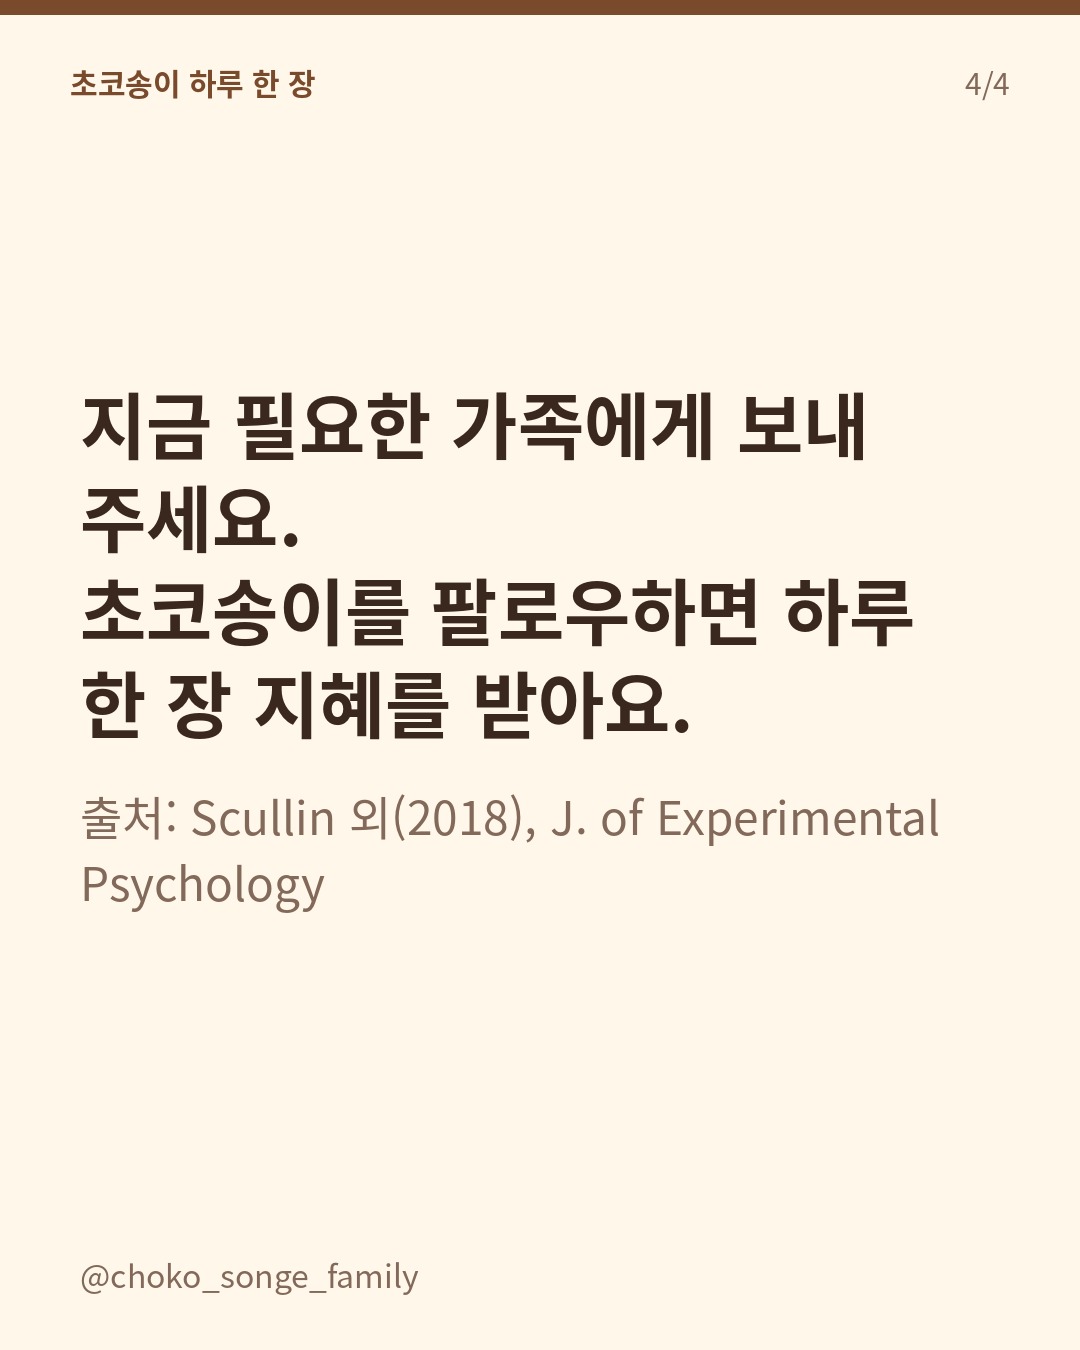 초코송이 하루 한 장
4/4
지금 필요한 가족에게 보내
주세요.
초코송이를 팔로우하면 하루
한 장 지혜를 받아요.
출처: Scullin 외(2018), J. of Experimental
Psychology
@choko_songe_family